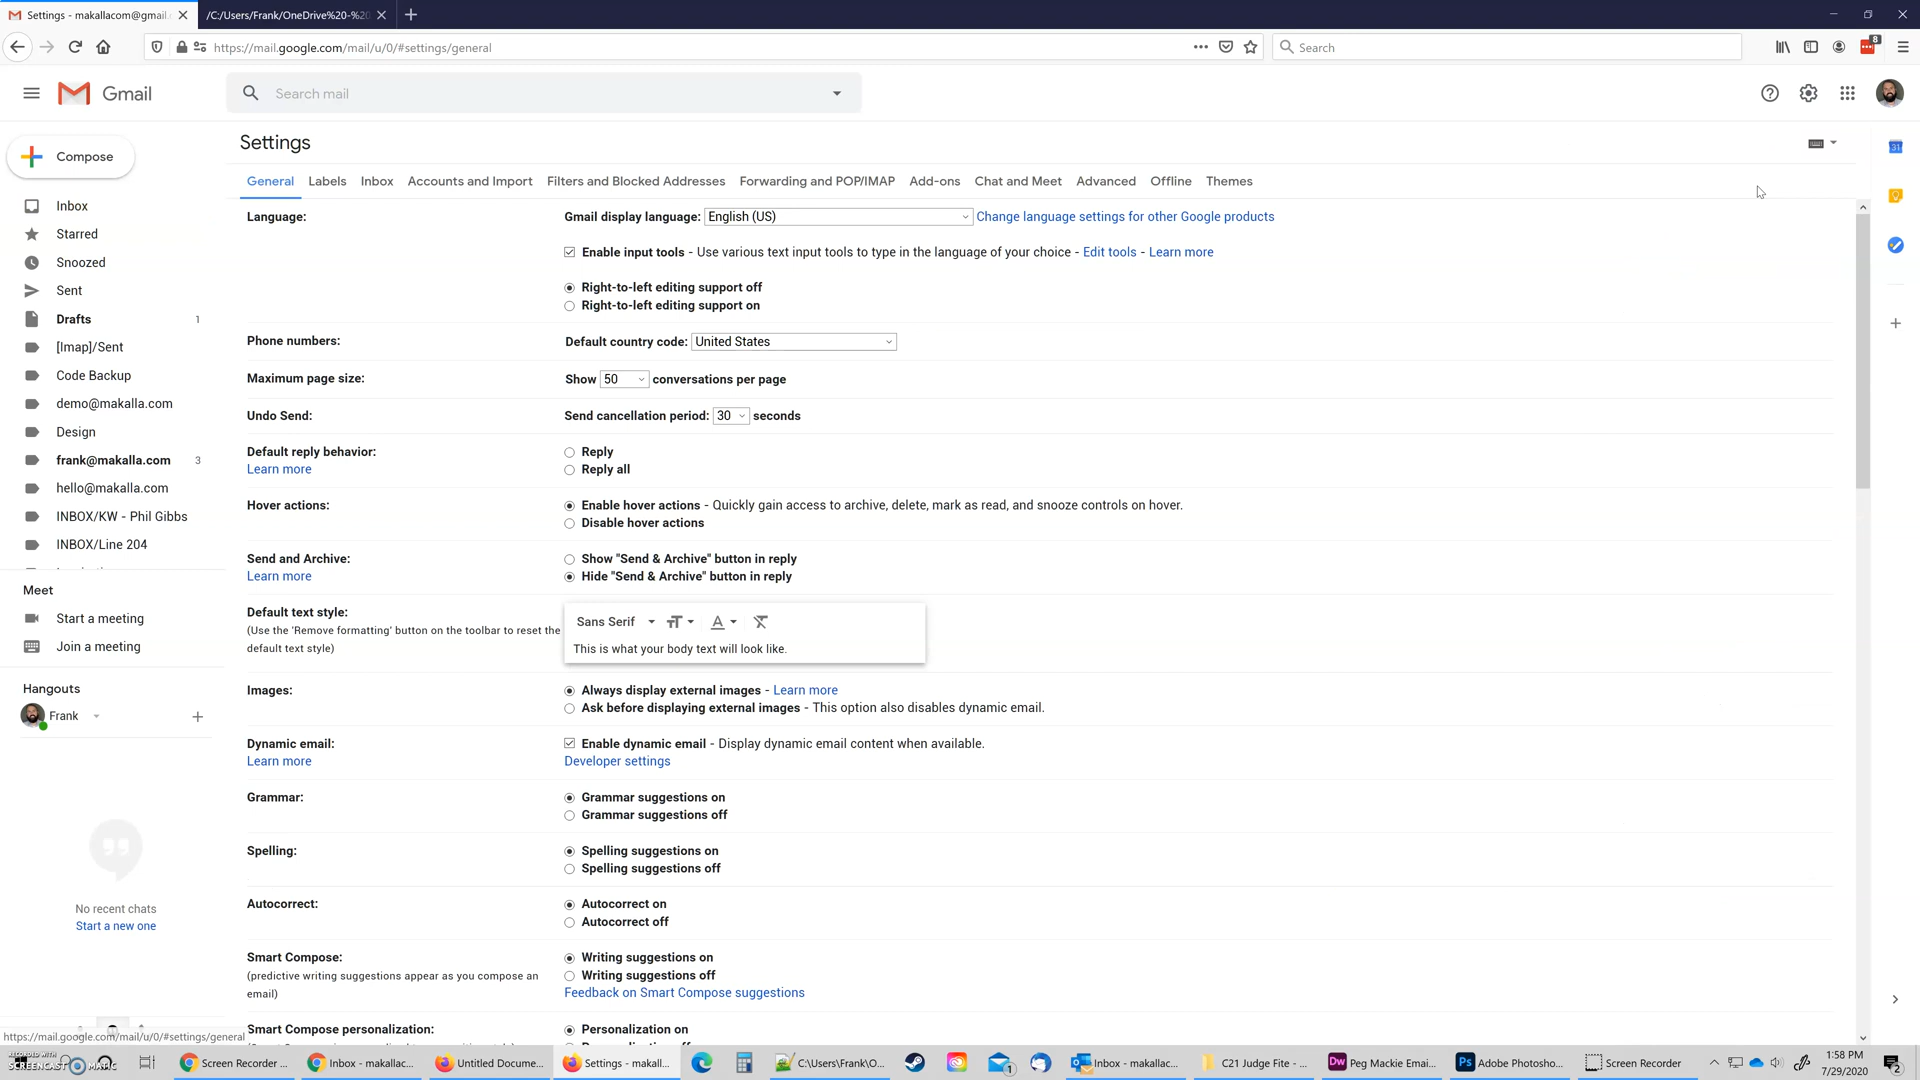 Settings - makallacom@gmail.
/C:/Users/Frank/OneDrive%20-%20
https://mail.google.com/mail/u/0/#settings/general
Search
8
Gmail
Search mail
Compose
Inbox
Starred
Snoozed
Sent
Drafts 1
[Imap]/Sent
Code Backup
demo@makalla.com
Design
frank@makalla.com 3
hello@makalla.com
INBOX/KW - Phil Gibbs
INBOX/Line 204
Meet
Start a meeting
Join a meeting
Hangouts
Frank
No recent chats
Start a new one
https://mail.google.com/mail/u/0/#settings/general
Settings
General Labels Inbox Accounts and Import Filters and Blocked Addresses Forwarding and POP/IMAP Add-ons Chat and Meet Advanced Offline Themes
Language: Gmail display language: English (US) Change language settings for other Google products
Enable input tools - Use various text input tools to type in the language of your choice - Edit tools - Learn more
Right-to-left editing support off
Right-to-left editing support on
Phone numbers: Default country code: United States
Maximum page size: Show 50 conversations per page
Undo Send: Send cancellation period: 30 seconds
Default reply behavior: Reply
Learn more Reply all
Hover actions: Enable hover actions - Quickly gain access to archive, delete, mark as read, and snooze controls on hover.
Disable hover actions
Send and Archive: Show "Send & Archive" button in reply
Learn more Hide "Send & Archive" button in reply
Default text style:
(Use the 'Remove formatting' button on the toolbar to reset the
default text style)
Sans Serif
This is what your body text will look like.
Images: Always display external images - Learn more
Ask before displaying external images - This option also disables dynamic email.
Dynamic email: Enable dynamic email - Display dynamic email content when available.
Learn more Developer settings
Grammar: Grammar suggestions on
Grammar suggestions off
Spelling: Spelling suggestions on
Spelling suggestions off
Autocorrect: Autocorrect on
Autocorrect off
Smart Compose: Writing suggestions on
(predictive writing suggestions appear as you compose an
email)
Writing suggestions off
Feedback on Smart Compose suggestions
Smart Compose personalization: Personalization on
31
RECORDED WITH
SCREENCAST MATIC
Screen Recorder
Inbox - makallac...
Untitled Docume...
Settings - makall...
C:\Users\Frank\O...
1
Inbox - makallac...
C21 Judge Fite - ...
Dw
Peg Mackie Emai...
Ps
Adobe Photosho...
Screen Recorder
1:58 PM
7/29/2020
2